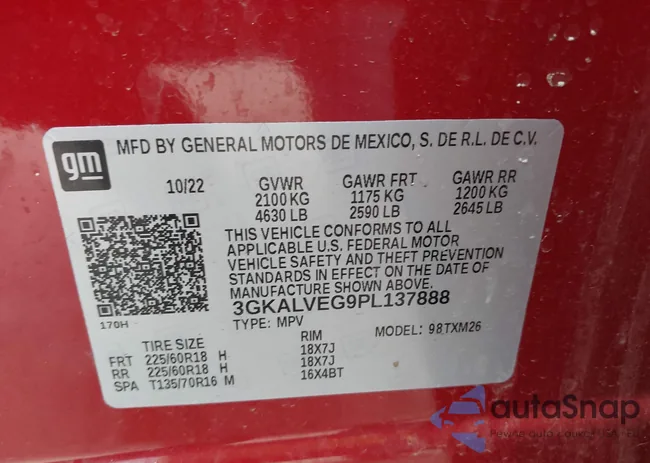 gm
MFD BY GENERAL MOTORS DE MEXICO, S. DE R.L. DE C.V.
10/22 GVWR GAWR FRT GAWR RR
2100 KG 1175 KG 1200 KG
4630 LB 2590 LB 2645 LB
THIS VEHICLE CONFORMS TO ALL
APPLICABLE U.S. FEDERAL MOTOR
VEHICLE SAFETY AND THEFT PREVENTION
STANDARDS IN EFFECT ON THE DATE OF
MANUFACTURE SHOWN ABOVE.
3GKALVEG9PL137888
170H
TYPE: MPV MODEL: 98TXM26
TIRE SIZE RIM
FRT 225/60R18 H 18X7J
RR 225/60R18 H 18X7J
SPA T135/70R16 M 16X4BT
autaSnap